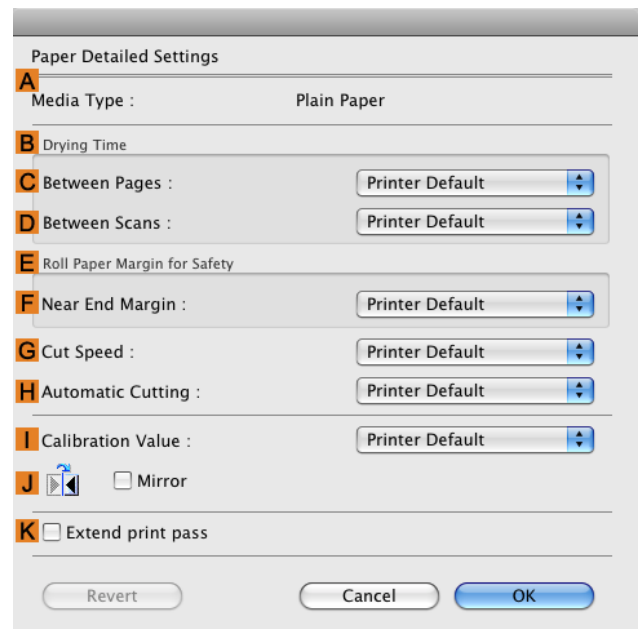 Paper Detailed Settings
A
Media Type : Plain Paper
B Drying Time
C Between Pages : Printer Default
D Between Scans : Printer Default
E Roll Paper Margin for Safety
F Near End Margin : Printer Default
G Cut Speed : Printer Default
H Automatic Cutting : Printer Default
I Calibration Value : Printer Default
J Mirror
K Extend print pass
Revert Cancel OK